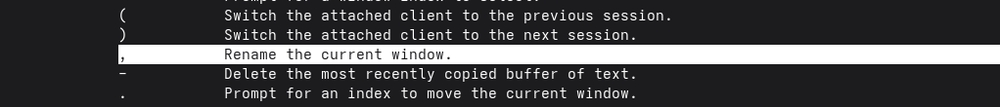 (           Switch the attached client to the previous session.
)           Switch the attached client to the next session.
,           Rename the current window.
-           Delete the most recently copied buffer of text.
.           Prompt for an index to move the current window.